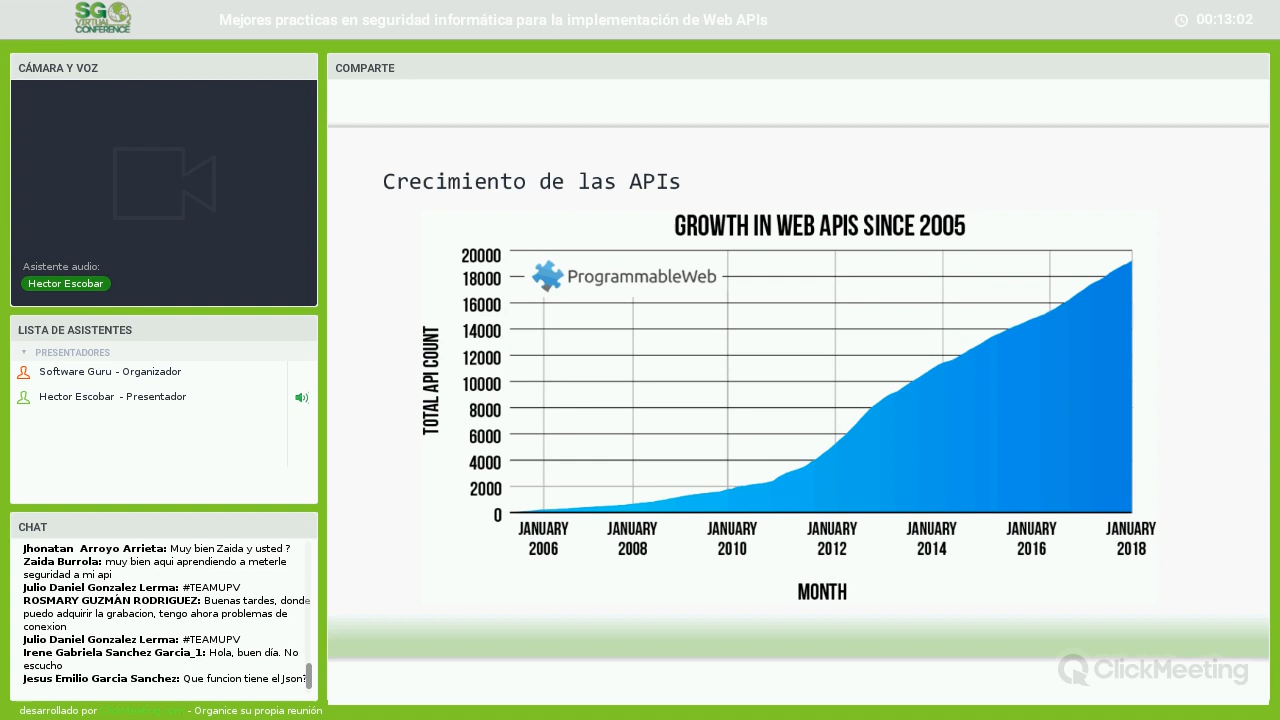 SG
VIRTUAL
CONFERENCE
Mejores practicas en seguridad informática para la implementación de Web APIs
00:13:02
CÁMARA Y VOZ
Asistente audio:
Hector Escobar
LISTA DE ASISTENTES
PRESENTADORES
Software Guru - Organizador
Hector Escobar - Presentador
CHAT
Jhonatan Arroyo Arrieta: Muy bien Zaida y usted ?
Zaida Burrola: muy bien aqui aprendiendo a meterle
seguridad a mi api
Julio Daniel Gonzalez Lerma: #TEAMUPV
ROSMARY GUZMÁN RODRIGUEZ: Buenas tardes, donde
puedo adquirir la grabacion, tengo ahora problemas de
conexion
Julio Daniel Gonzalez Lerma: #TEAMUPV
Irene Gabriela Sanchez Garcia_1: Hola, buen día. No
escucho
Jesus Emilio Garcia Sanchez: Que funcion tiene el Json?
desarrollado por - Organice su propia reunión
COMPARTE
Crecimiento de las APIs
GROWTH IN WEB APIS SINCE 2005
ProgrammableWeb
TOTAL API COUNT
20000
18000
16000
14000
12000
10000
8000
6000
4000
2000
0
JANUARY 2006
JANUARY 2008
JANUARY 2010
JANUARY 2012
JANUARY 2014
JANUARY 2016
JANUARY 2018
MONTH
ClickMeeting